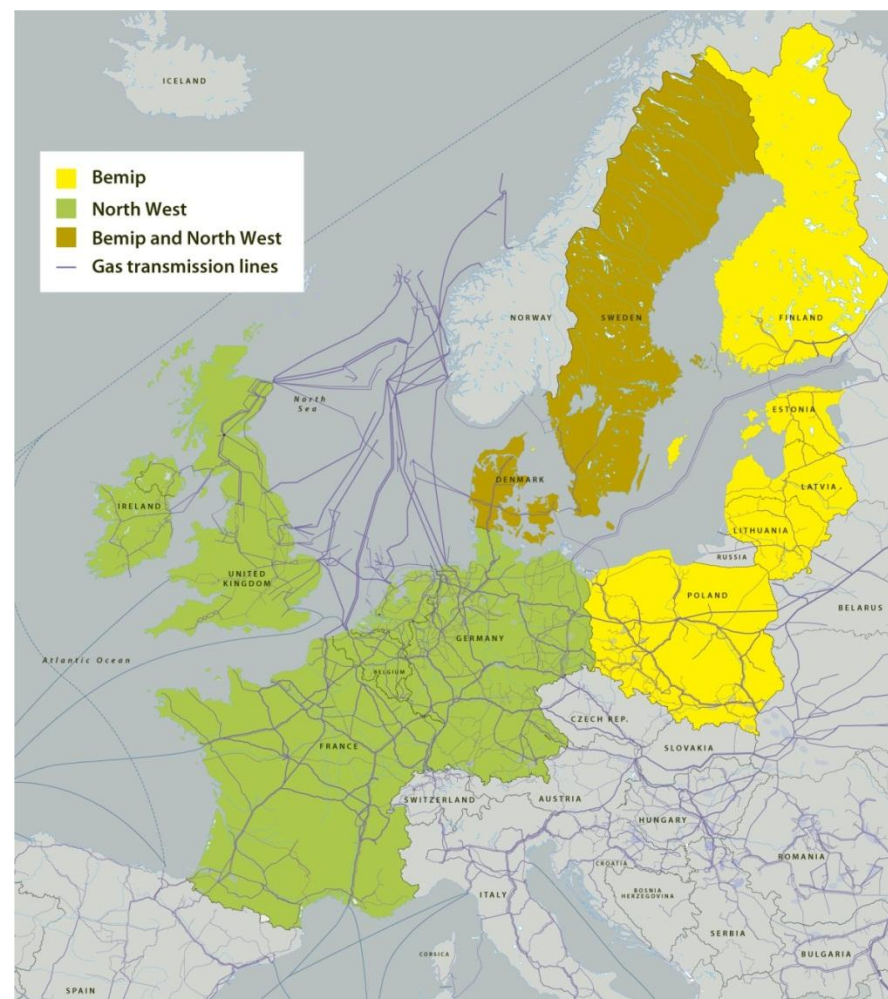 ICELAND
Bemip
North West
Bemip and North West
Gas transmission lines
NORWAY
SWEDEN
FINLAND
North
Sea
ESTONIA
DENMARK
LATVIA
IRELAND
LITHUANIA
RUSSIA
UNITED
KINGDOM
POLAND
BELARUS
GERMANY
Atlantic Ocean
BELGIUM
CZECH REP.
FRANCE
SLOVAKIA
SWITZERLAND
AUSTRIA
HUNGARY
ROMANIA
CROATIA
BOSNIA
HERZEGOVINA
ITALY
SERBIA
CORSICA
BULGARIA
SPAIN